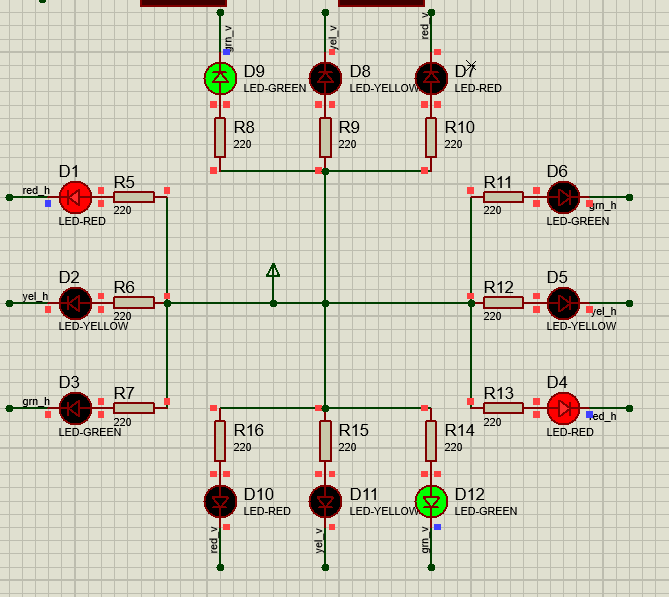 grn_v
yel_v
red_v
D9
LED-GREEN
D8
LED-YELLOW
D7
LED-RED
R8
220
R9
220
R10
220
D1
red_h
LED-RED
R5
220
R11
220
D6
grn_h
LED-GREEN
D2
yel_h
LED-YELLOW
R6
220
R12
220
D5
yel_h
LED-YELLOW
D3
grn_h
LED-GREEN
R7
220
R13
220
D4
red_h
LED-RED
R16
220
R15
220
R14
220
D10
LED-RED
D11
LED-YELLOW
D12
LED-GREEN
red_v
yel_v
grn_v